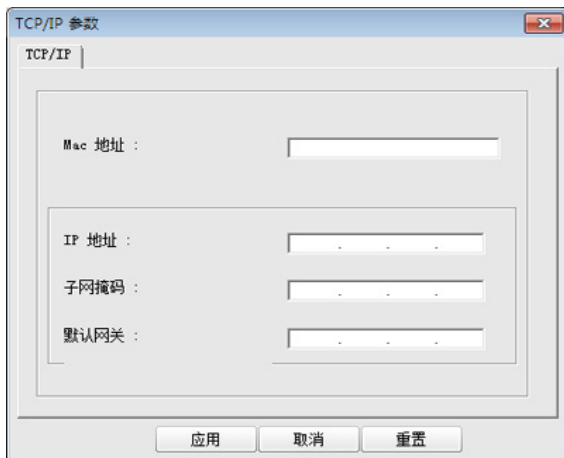 TCP/IP 参数
TCP/IP
Mac 地址 :
IP 地址 :
. . .
子网掩码 :
. . .
默认网关 :
. . .
应用 取消 重置